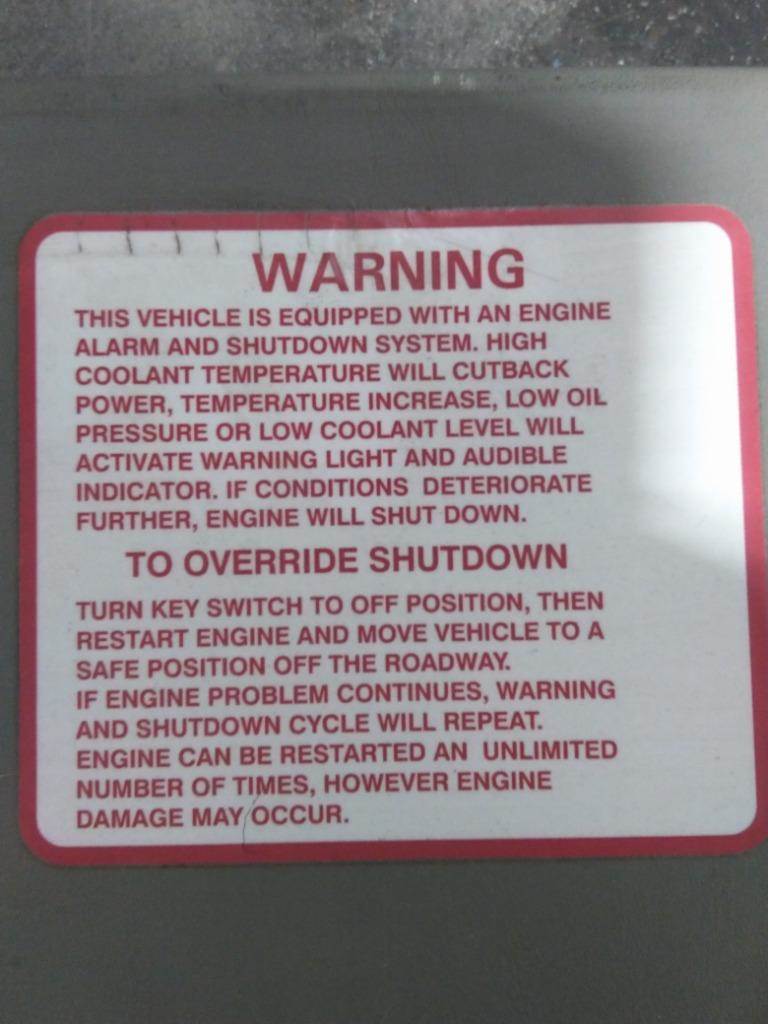 WARNING
THIS VEHICLE IS EQUIPPED WITH AN ENGINE
ALARM AND SHUTDOWN SYSTEM. HIGH
COOLANT TEMPERATURE WILL CUTBACK
POWER, TEMPERATURE INCREASE, LOW OIL
PRESSURE OR LOW COOLANT LEVEL WILL
ACTIVATE WARNING LIGHT AND AUDIBLE
INDICATOR. IF CONDITIONS DETERIORATE
FURTHER, ENGINE WILL SHUT DOWN.
TO OVERRIDE SHUTDOWN
TURN KEY SWITCH TO OFF POSITION, THEN
RESTART ENGINE AND MOVE VEHICLE TO A
SAFE POSITION OFF THE ROADWAY.
IF ENGINE PROBLEM CONTINUES, WARNING
AND SHUTDOWN CYCLE WILL REPEAT.
ENGINE CAN BE RESTARTED AN UNLIMITED
NUMBER OF TIMES, HOWEVER ENGINE
DAMAGE MAY OCCUR.